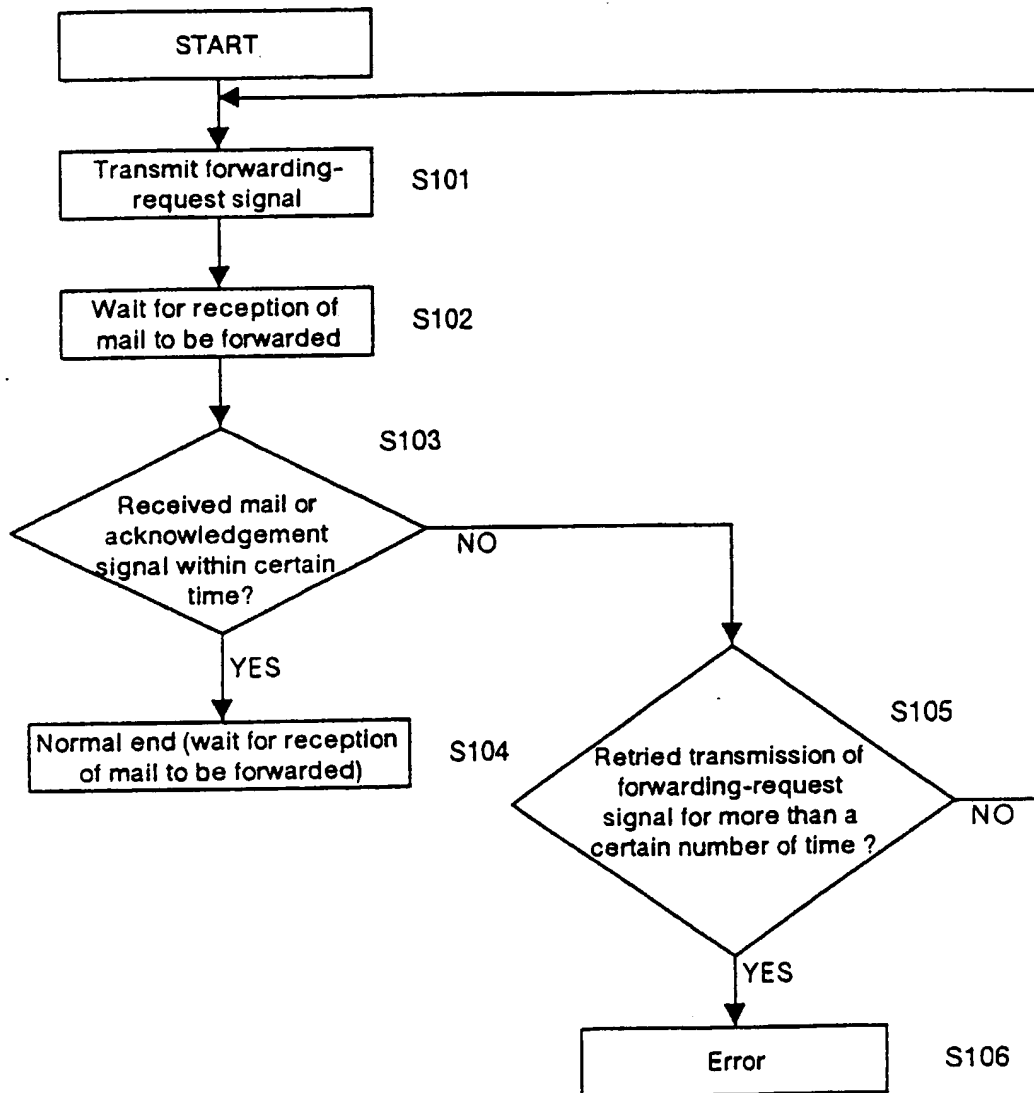 START
Transmit forwarding-
request signal
S101
Wait for reception of
mail to be forwarded
S102
S103
Received mail or
acknowledgement
signal within certain
time?
NO
YES
Normal end (wait for reception
of mail to be forwarded)
S104
S105
Retried transmission of
forwarding-request
signal for more than a
certain number of time ?
NO
YES
Error
S106